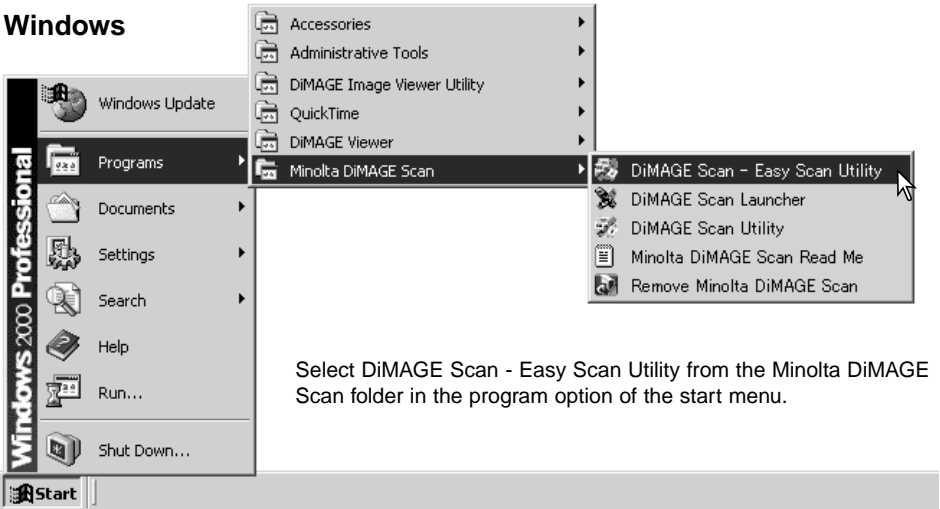 Windows
Windows 2000 Professional
Windows Update
Programs
Documents
Settings
Search
Help
Run...
Shut Down...
Start
Accessories
Administrative Tools
DiMAGE Image Viewer Utility
QuickTime
DiMAGE Viewer
Minolta DiMAGE Scan
DiMAGE Scan - Easy Scan Utility
DiMAGE Scan Launcher
DiMAGE Scan Utility
Minolta DiMAGE Scan Read Me
Remove Minolta DiMAGE Scan
Select DiMAGE Scan - Easy Scan Utility from the Minolta DiMAGE
Scan folder in the program option of the start menu.